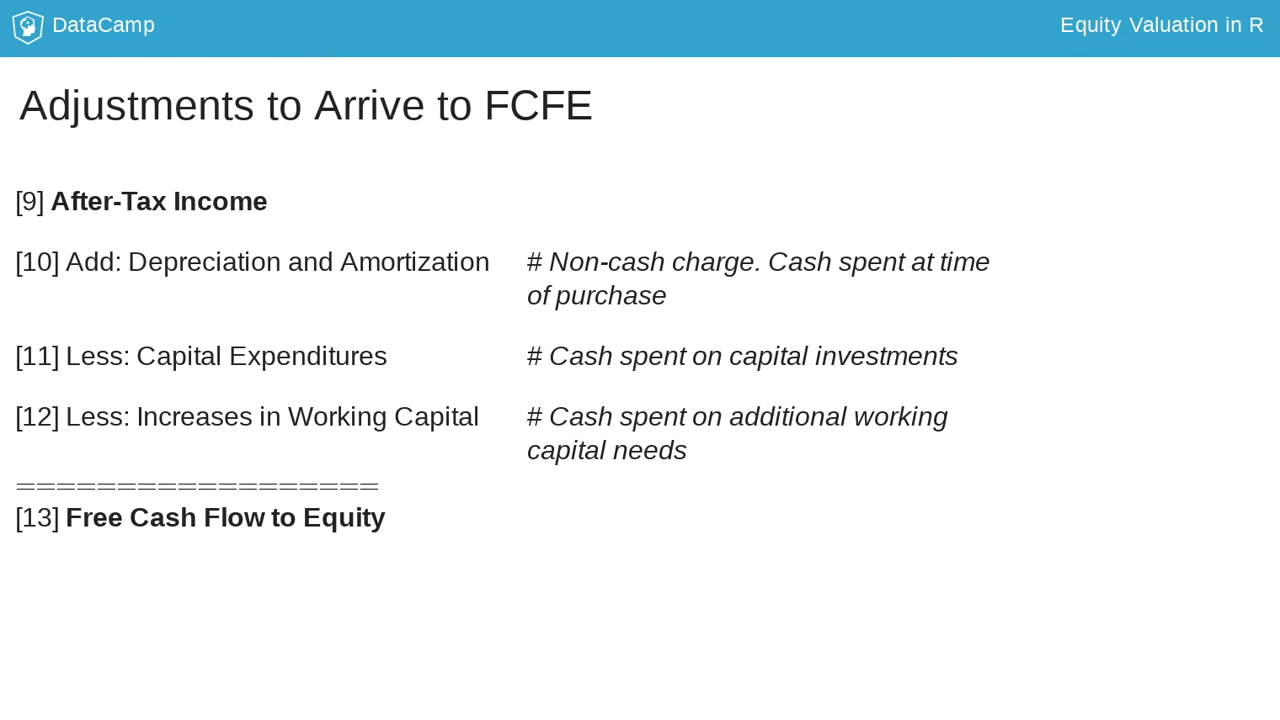 DataCamp
Equity Valuation in R
Adjustments to Arrive to FCFE
[9] After-Tax Income
[10] Add: Depreciation and Amortization # Non-cash charge. Cash spent at time
of purchase
[11] Less: Capital Expenditures # Cash spent on capital investments
[12] Less: Increases in Working Capital # Cash spent on additional working
capital needs
==================
[13] Free Cash Flow to Equity